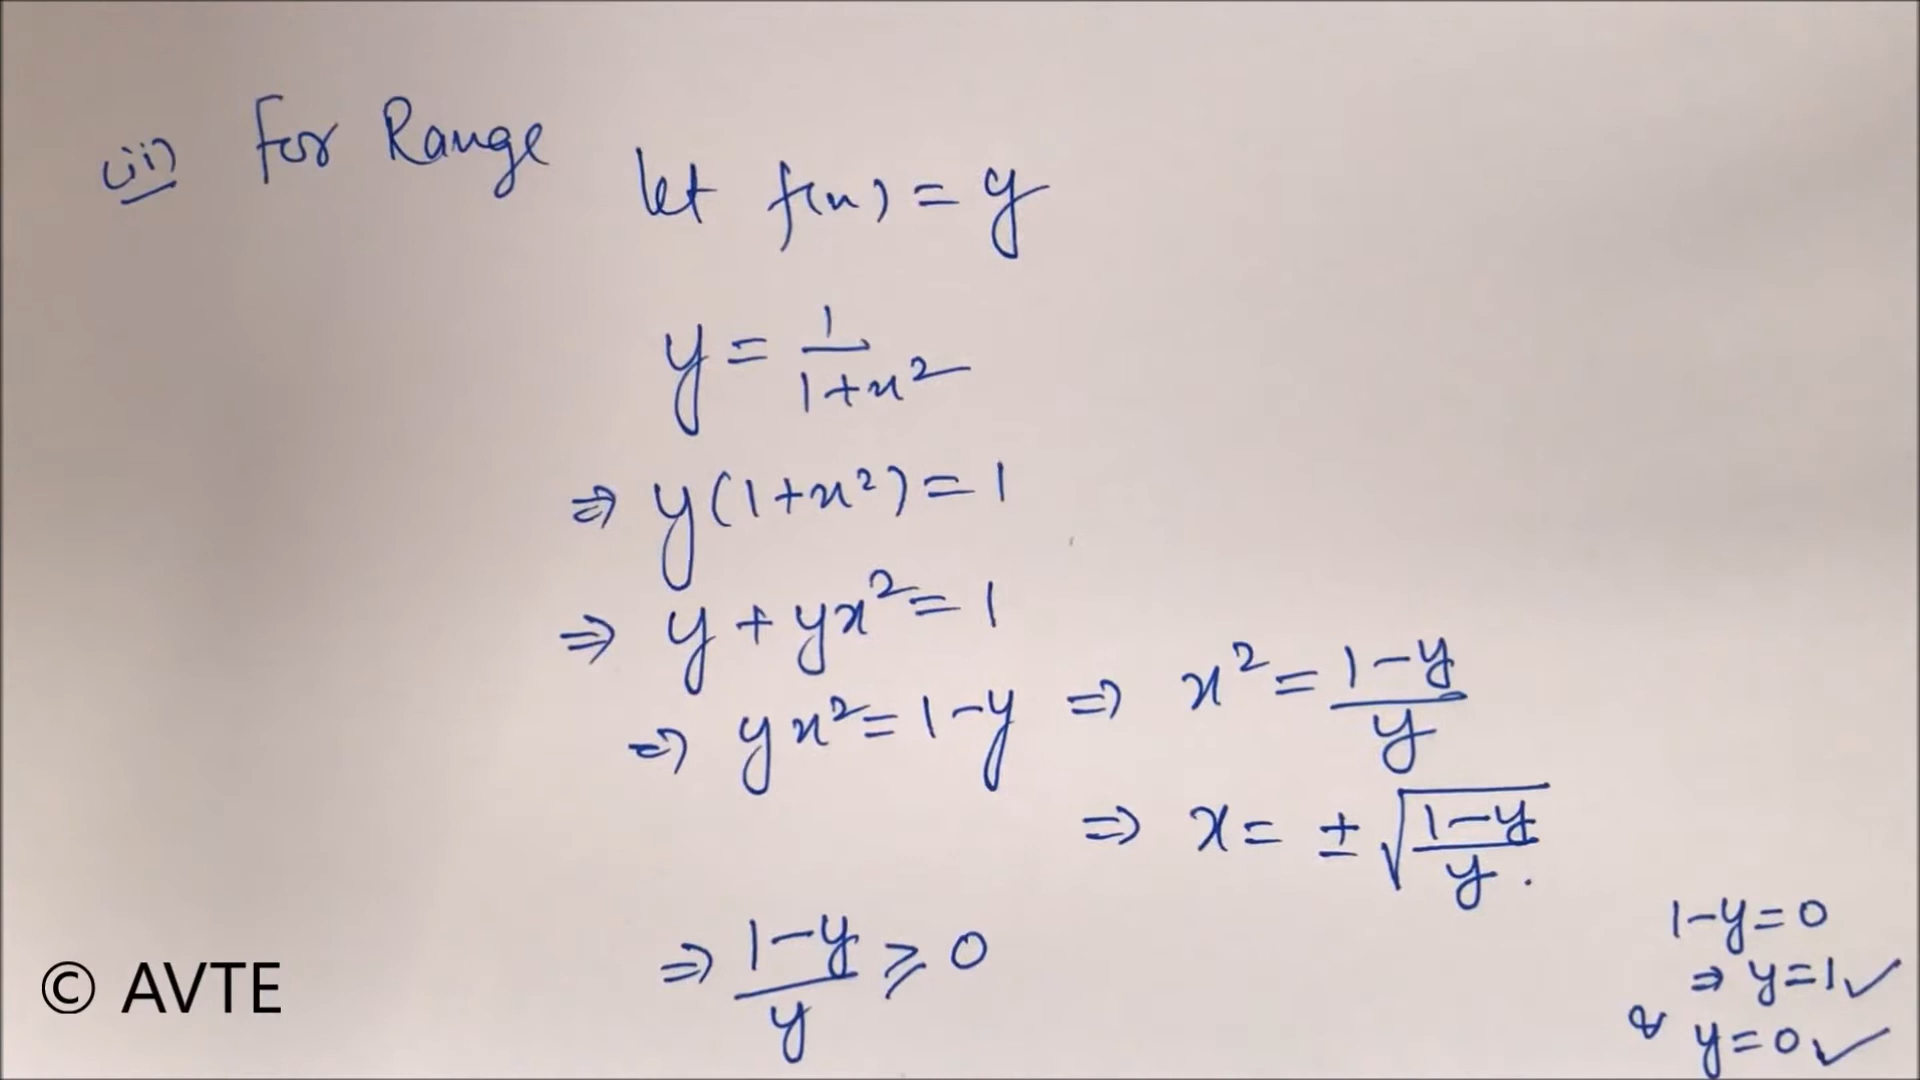 (ii) For Range
let f(x) = y
y = 1/(1+x²)
⇒ y(1+x²) = 1
⇒ y + yx² = 1
⇒ yx² = 1-y ⇒ x² = (1-y)/y
⇒ x = ± √((1-y)/y).
⇒ (1-y)/y ⩾ 0
1-y=0
⇒ y=1 ✓
& y=0 ✓
© AVTE